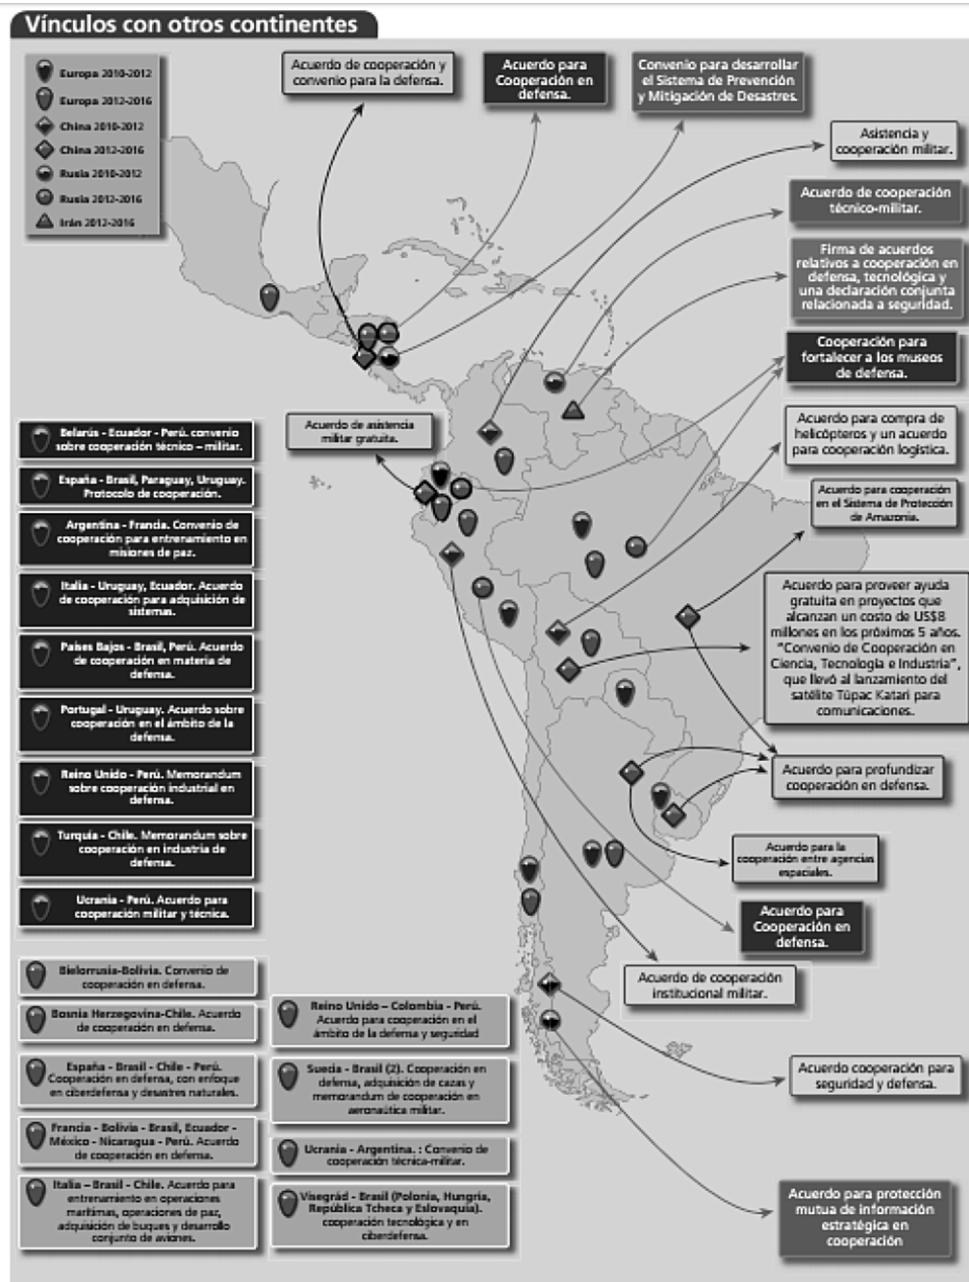 Vínculos con otros continentes
Europa 2010-2012
Europa 2012-2016
China 2010-2012
China 2012-2016
Rusia 2010-2012
Rusia 2012-2016
Irán 2012-2016
Acuerdo de cooperación y
convenio para la defensa.
Acuerdo para
Cooperación en
defensa.
Convenio para desarrollar
el Sistema de Prevención
y Mitigación de Desastres.
Asistencia y
cooperación militar.
Acuerdo de cooperación
técnico-militar.
Firma de acuerdos
relativos a cooperación en
defensa, tecnológica y
una declaración conjunta
relacionada a seguridad.
Cooperación para
fortalecer a los museos
de defensa.
Acuerdo para compra de
helicópteros y un acuerdo
para cooperación logística.
Acuerdo para cooperación
en el Sistema de Protección
de Amazonia.
Acuerdo para proveer ayuda
gratuita en proyectos que
alcanzan un costo de US$8
millones en los próximos 5 años.
"Convenio de Cooperación en
Ciencia, Tecnología e Industria",
que llevó al lanzamiento del
satélite Túpac Katari para
comunicaciones.
Acuerdo para profundizar
cooperación en defensa.
Acuerdo para la
cooperación entre agencias
espaciales.
Acuerdo para
Cooperación en
defensa.
Acuerdo de cooperación
institucional militar.
Acuerdo cooperación para
seguridad y defensa.
Acuerdo para protección
mutua de información
estratégica en
cooperación
Acuerdo de asistencia
militar gratuita.
Belarús - Ecuador - Perú. convenio
sobre cooperación técnico – militar.
España - Brasil, Paraguay, Uruguay.
Protocolo de cooperación.
Argentina - Francia. Convenio de
cooperación para entrenamiento en
misiones de paz.
Italia - Uruguay, Ecuador. Acuerdo
de cooperación para adquisición de
sistemas.
Países Bajos - Brasil, Perú. Acuerdo
de cooperación en materia de
defensa.
Portugal - Uruguay. Acuerdo sobre
cooperación en el ámbito de la
defensa.
Reino Unido - Perú. Memorandum
sobre cooperación industrial en
defensa.
Turquía - Chile. Memorandum sobre
cooperación en industria de
defensa.
Ucrania - Perú. Acuerdo para
cooperación militar y técnica.
Bielorrusia-Bolivia. Convenio de
cooperación en defensa.
Bosnia Herzegovina-Chile. Acuerdo
de cooperación en defensa.
España - Brasil - Chile - Perú.
Cooperación en defensa, con enfoque
en ciberdefensa y desastres naturales.
Francia - Bolivia - Brasil, Ecuador -
México - Nicaragua - Perú. Acuerdo
de cooperación en defensa.
Italia – Brasil - Chile. Acuerdo para
entrenamiento en operaciones
marítimas, operaciones de paz,
adquisición de buques y desarrollo
conjunto de aviones.
Reino Unido – Colombia - Perú.
Acuerdo para cooperación en el
ámbito de la defensa y seguridad
Suecia - Brasil (2). Cooperación en
defensa, adquisición de cazas y
memorandum de cooperación en
aeronaútica militar.
Ucrania - Argentina. : Convenio de
cooperación técnica-militar.
Visegrád - Brasil (Polonia, Hungría,
República Tcheca y Eslovaquia).
cooperación tecnológica y en
ciberdefensa.